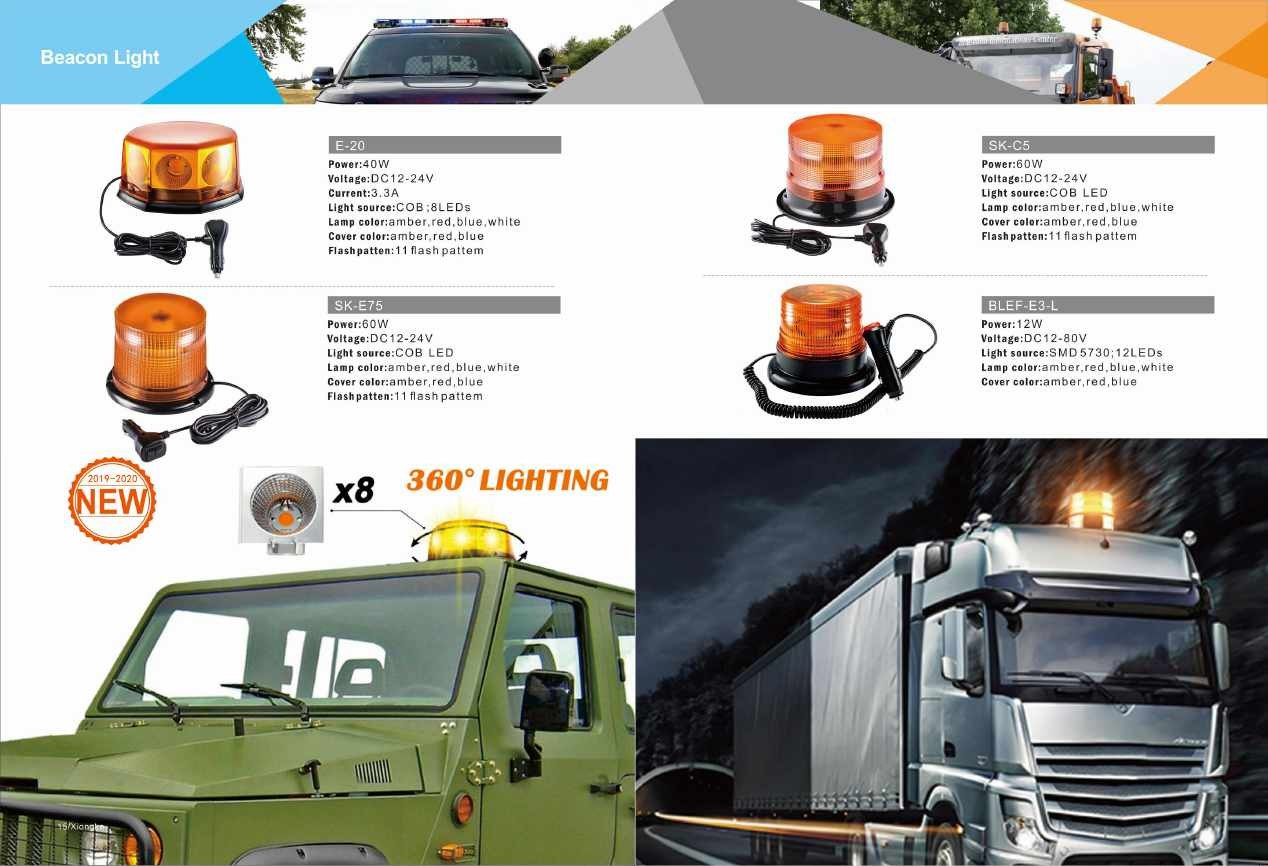 Beacon Light
E-20
Power:40W
Voltage:DC12-24V
Current:3.3A
Light source:COB ;8LEDs
Lamp color:amber,red,blue,white
Cover color:amber,red,blue
Flash patten:11 flash pattem
SK-E75
Power:60W
Voltage:DC12-24V
Light source:COB LED
Lamp color:amber,red,blue,white
Cover color:amber,red,blue
Flash patten:11 flash pattem
SK-C5
Power:60W
Voltage:DC12-24V
Light source:COB LED
Lamp color:amber,red,blue,white
Cover color:amber,red,blue
Flash patten:11 flash pattem
BLEF-E3-L
Power:12W
Voltage:DC12-80V
Light source:SMD 5730;12LEDs
Lamp color:amber,red,blue,white
Cover color:amber,red,blue
2019-2020
NEW
x8
360° LIGHTING
15/Xiongke